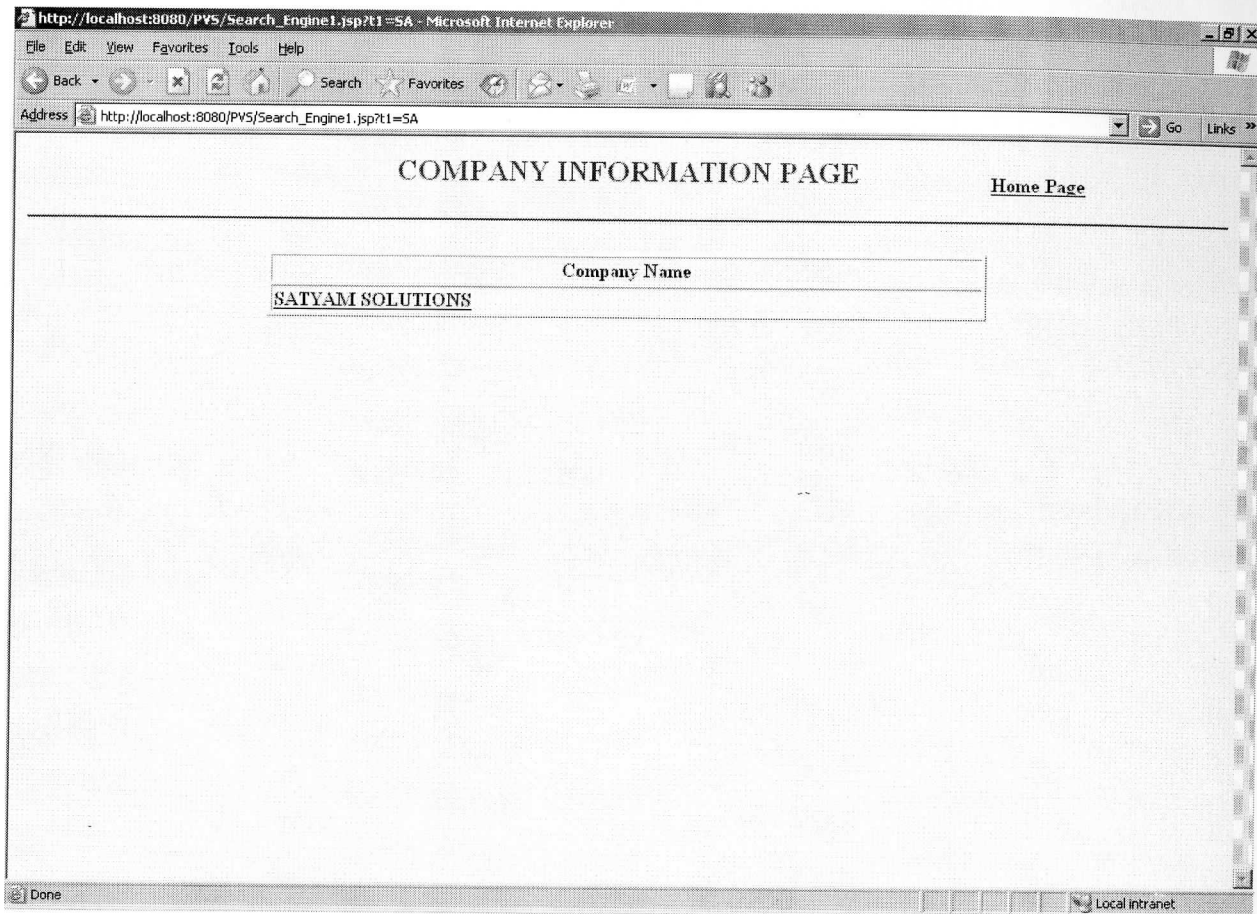 http://localhost:8080/PVS/Search_Engine1.jsp?t1=SA - Microsoft Internet Explorer
File Edit View Favorites Tools Help
Back Search Favorites
Address http://localhost:8080/PVS/Search_Engine1.jsp?t1=SA Go Links »
COMPANY INFORMATION PAGE
Home Page
Company Name
SATYAM SOLUTIONS
Done Local intranet